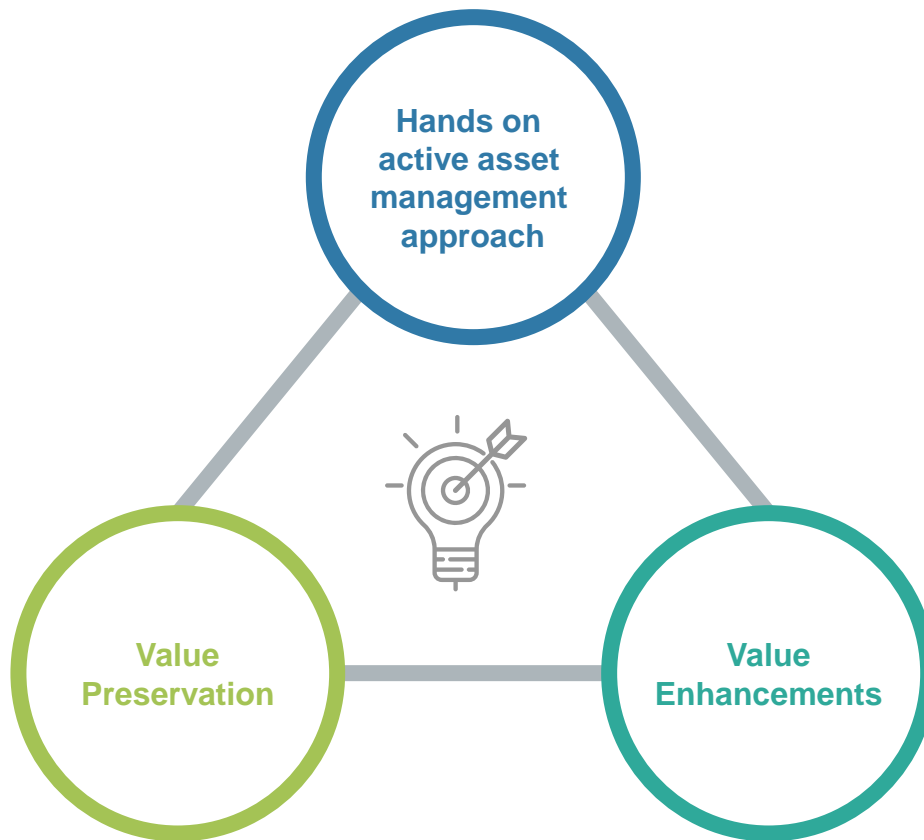 Hands on
active asset
management
approach
Value
Preservation
Value
Enhancements